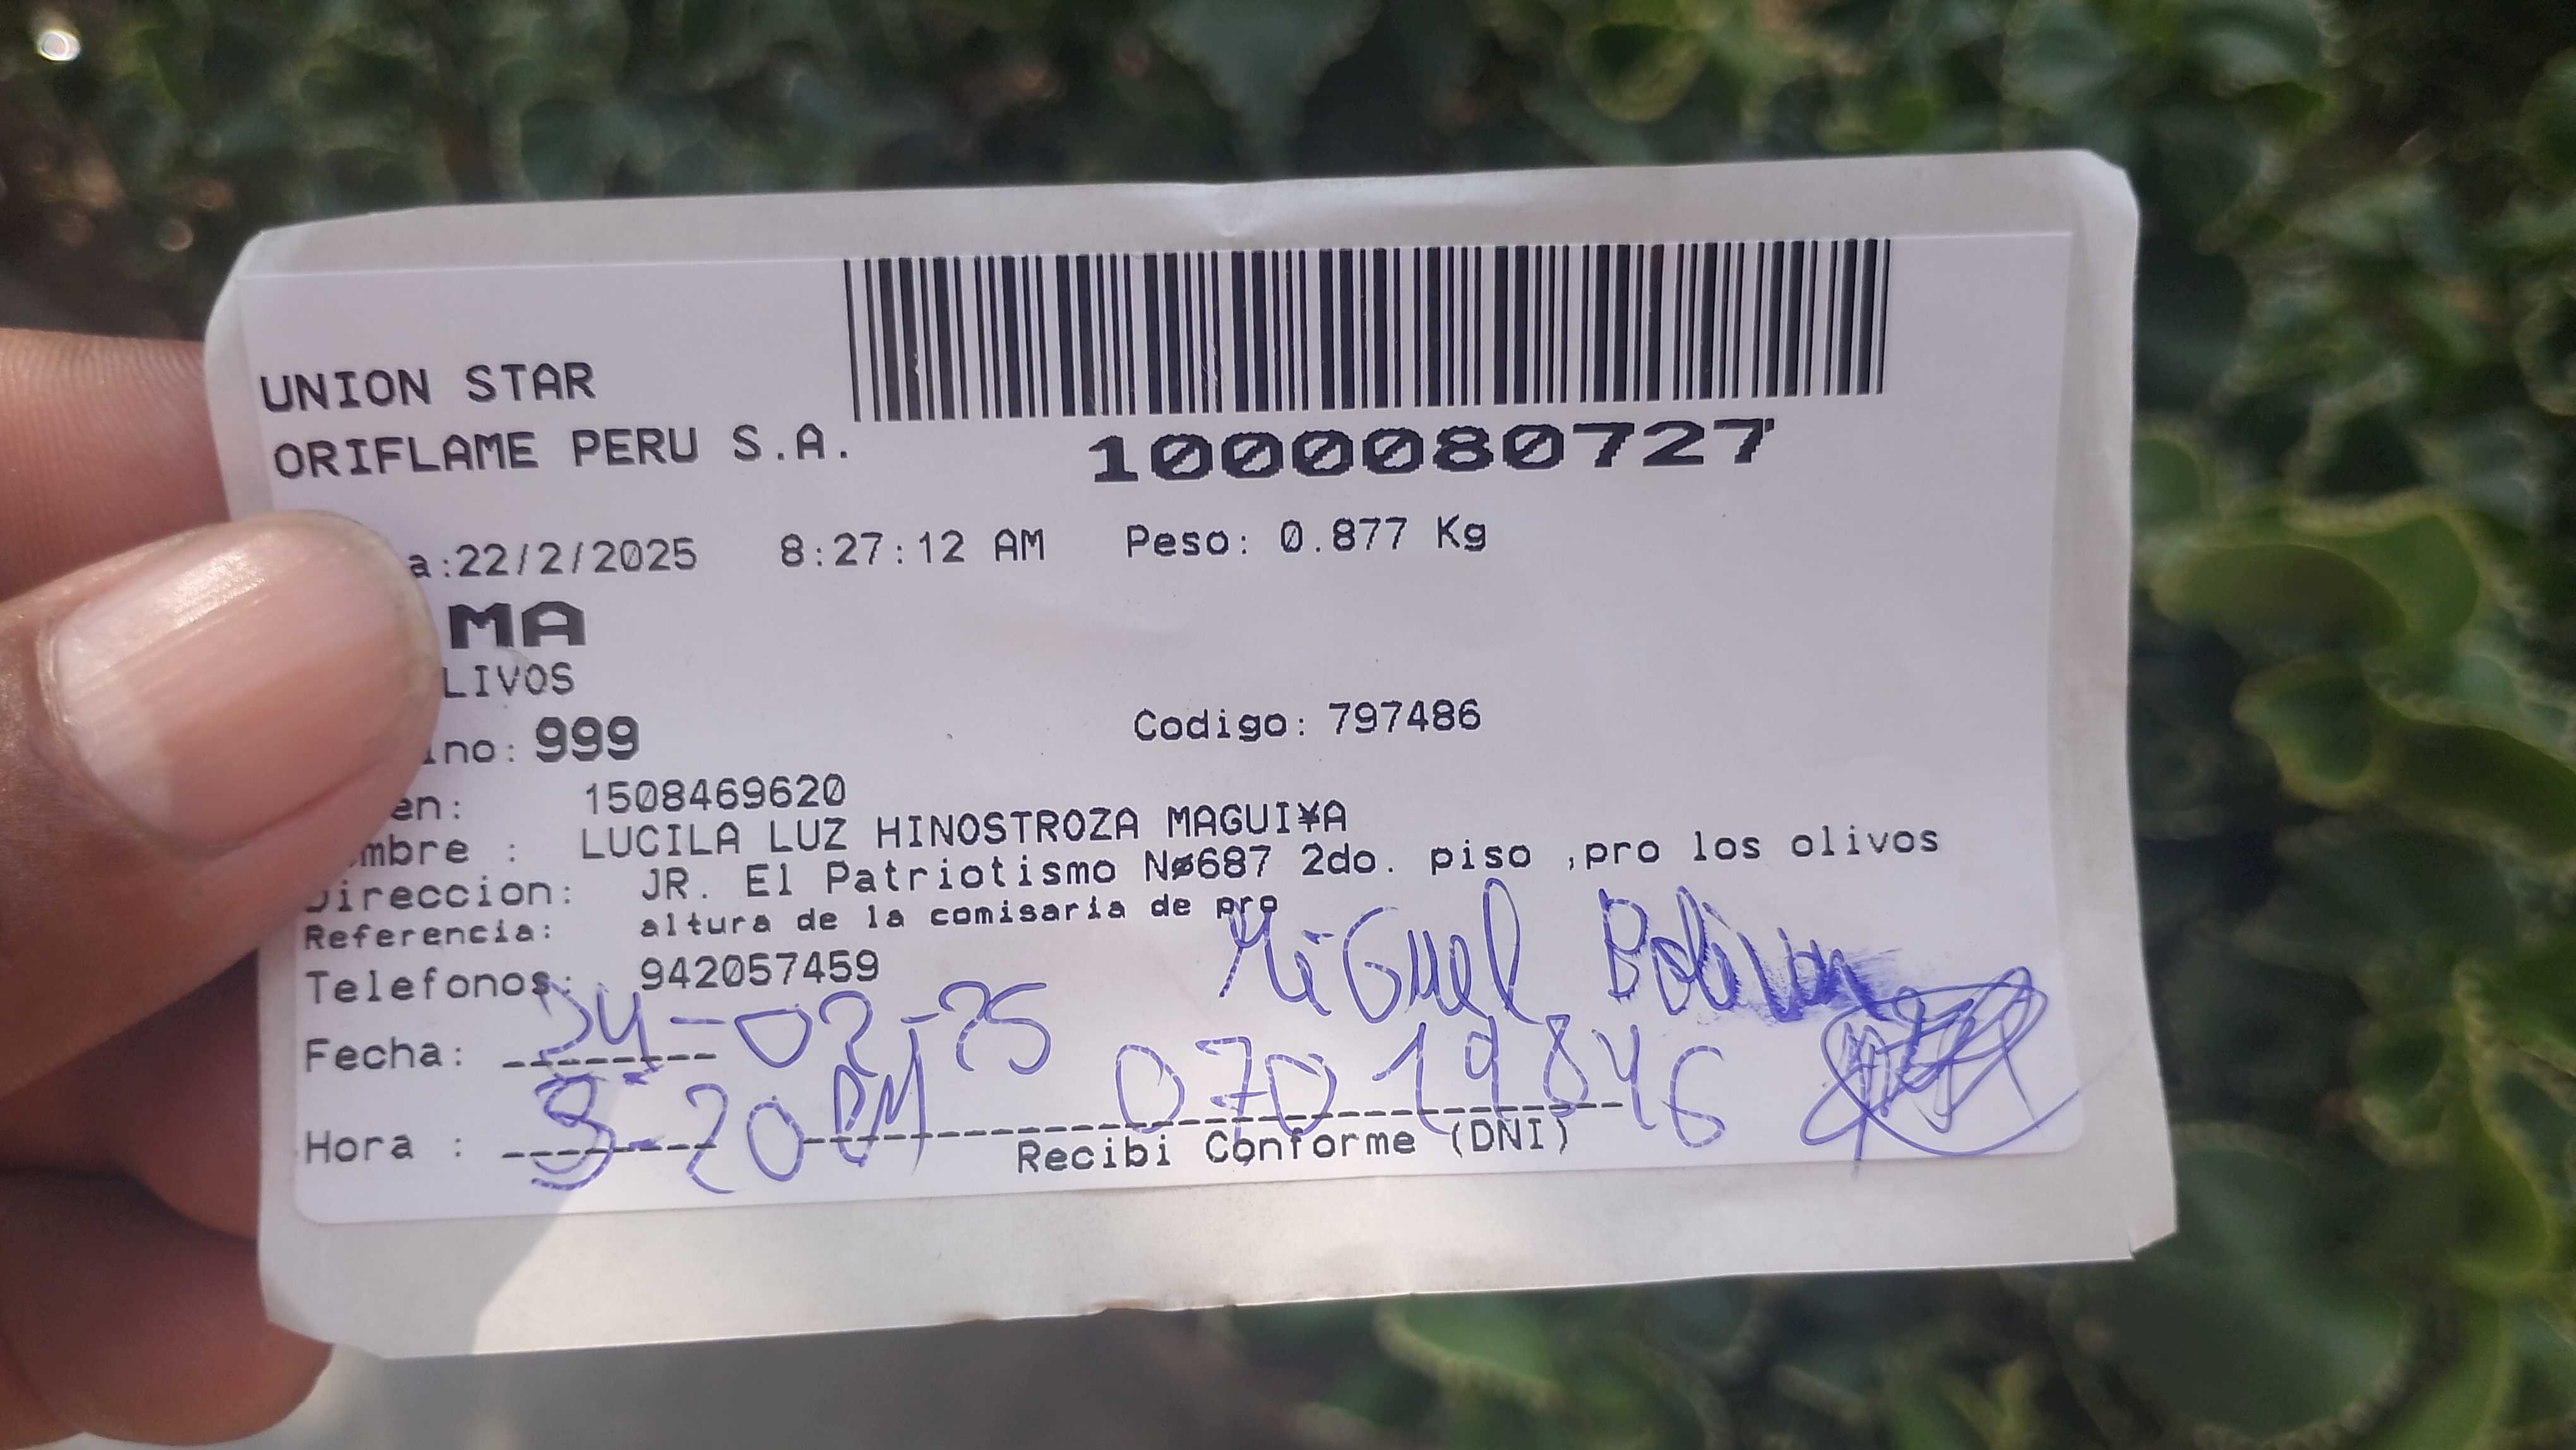 UNION STAR
ORIFLAME PERU S.A.
1000080727
a:22/2/2025 8:27:12 AM Peso: 0.877 Kg
MA
LIVOS
ino: 999 Codigo: 797486
en: 1508469620
mbre : LUCILA LUZ HINOSTROZA MAGUI¥A
Direccion: JR. El Patriotismo Nø687 2do. piso ,pro los olivos
Referencia: altura de la comisaria de pro
Telefonos: 942057459
Miguel Bolivar
Fecha: 24-02-25
07019846
Hora : 3-20 PM
Recibi Conforme (DNI)